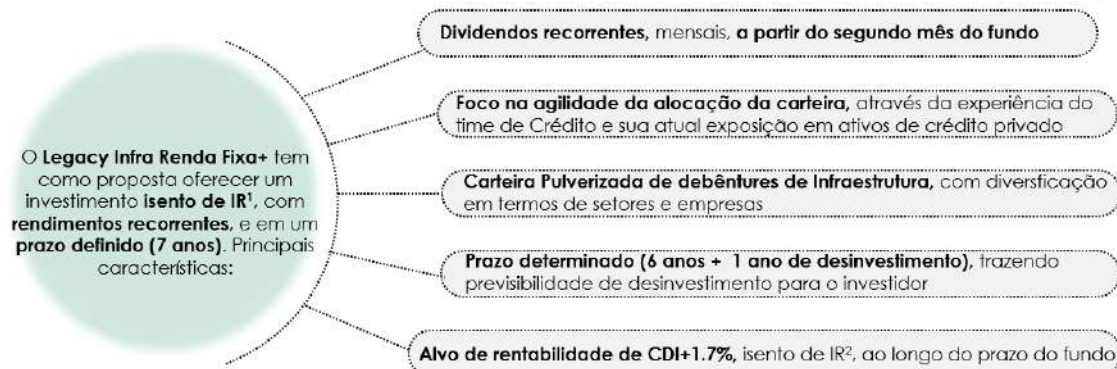 O Legacy Infra Renda Fixa+ tem
como proposta oferecer um
investimento isento de IR¹, com
rendimentos recorrentes, e em um
prazo definido (7 anos). Principais
características:
Dividendos recorrentes, mensais, a partir do segundo mês do fundo
Foco na agilidade da alocação da carteira, através da experiência do
time de Crédito e sua atual exposição em ativos de crédito privado
Carteira Pulverizada de debêntures de Infraestrutura, com diversticação
em termos de setores e empresas
Prazo determinado (6 anos + 1 ano de desinvestimento), trazendo
previsibilidade de desinvestimento para o investidor
Alvo de rentabilidade de CDI+1.7%, isento de IR², ao longo do prazo do fundo